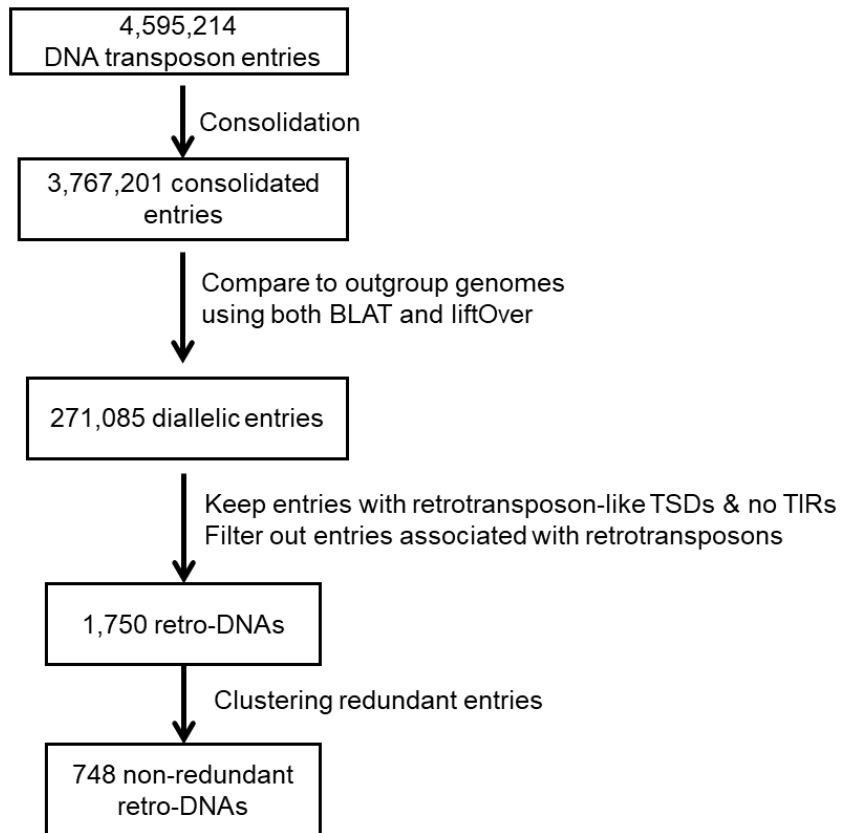 4,595,214
DNA transposon entries
Consolidation
3,767,201 consolidated
entries
Compare to outgroup genomes
using both BLAT and liftOver
271,085 diallelic entries
Keep entries with retrotransposon-like TSDs & no TIRs
Filter out entries associated with retrotransposons
1,750 retro-DNAs
Clustering redundant entries
748 non-redundant
retro-DNAs